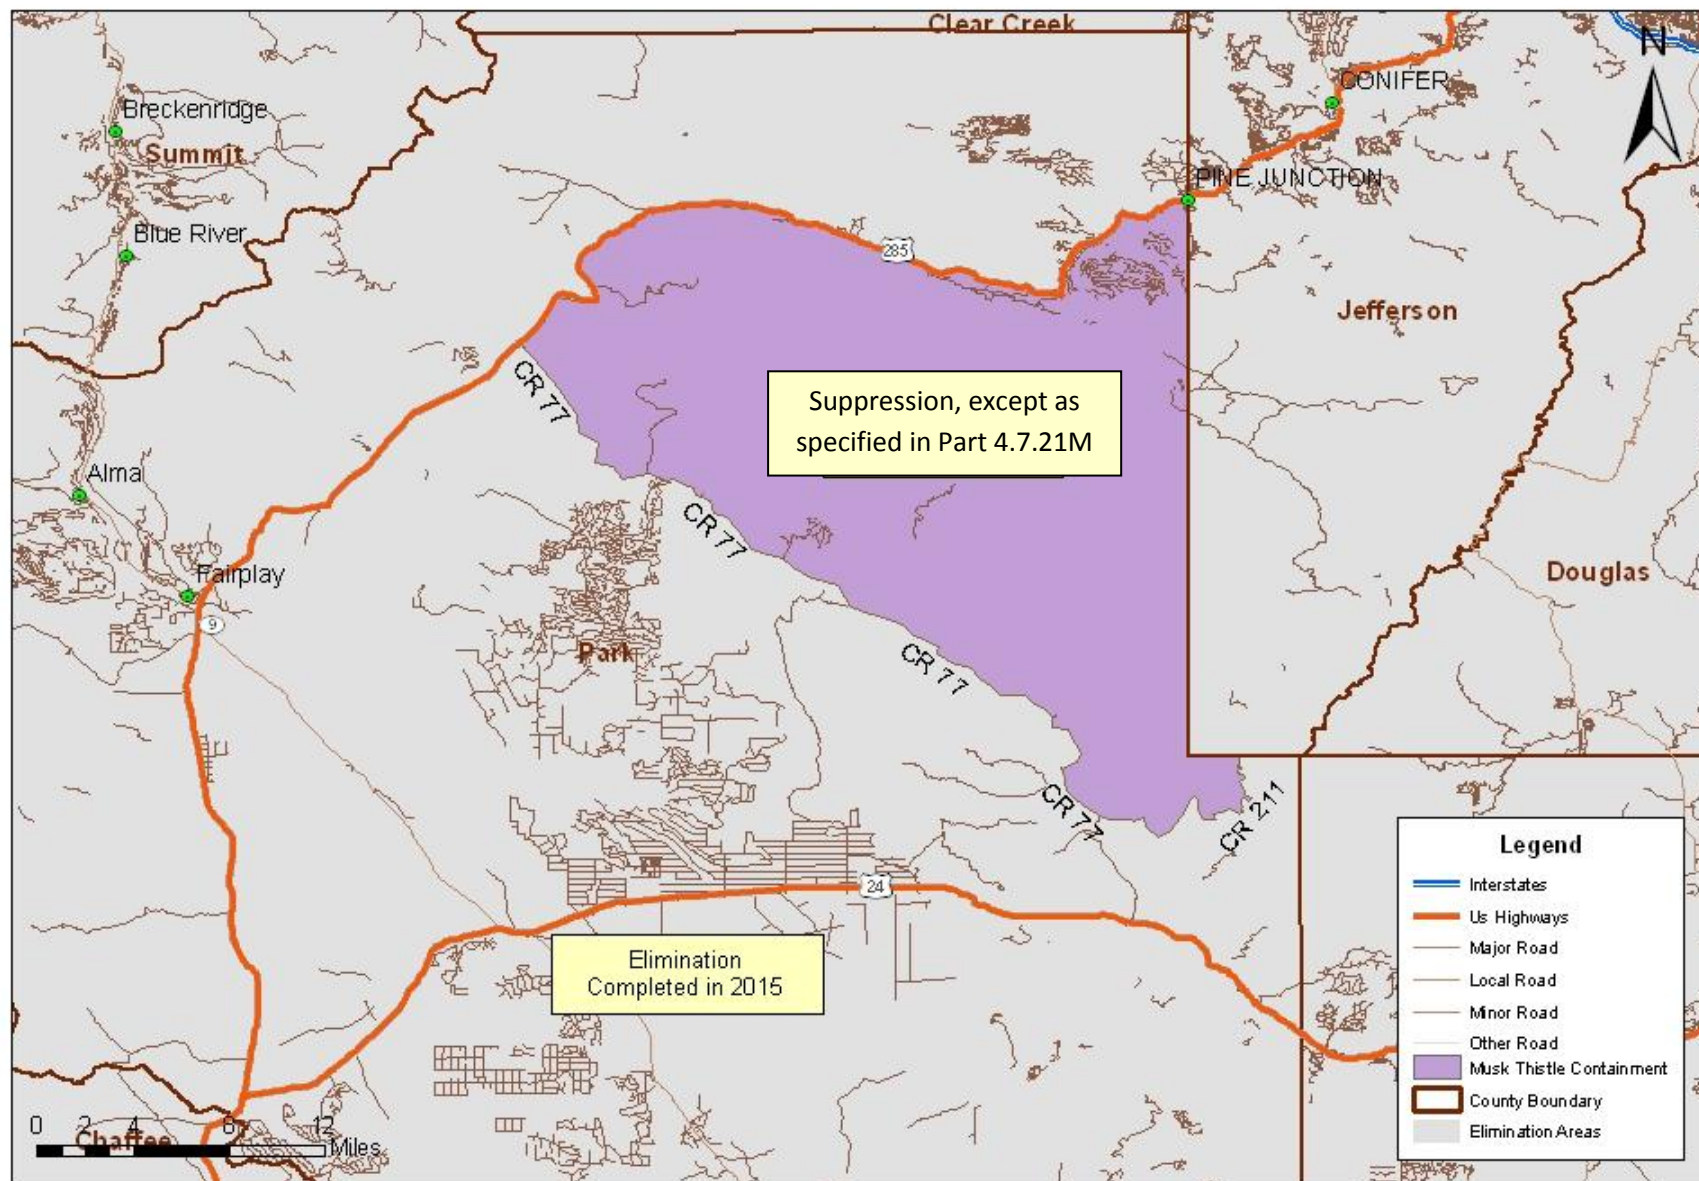 Clear Creek
N
CONIFER
Breckenridge
Summit
PINE JUNCTION
Blue River
285
Jefferson
CR 77
Suppression, except as
specified in Part 4.7.21M
Alma
CR 77
Fairplay
Douglas
9
Park
CR 77
CR 77
CR 211
24
Elimination
Completed in 2015
Legend
Interstates
Us Highways
Major Road
Local Road
Minor Road
Other Road
Musk Thistle Containment
County Boundary
Elimination Areas
0 2 4 8 12
Miles
Chaffee